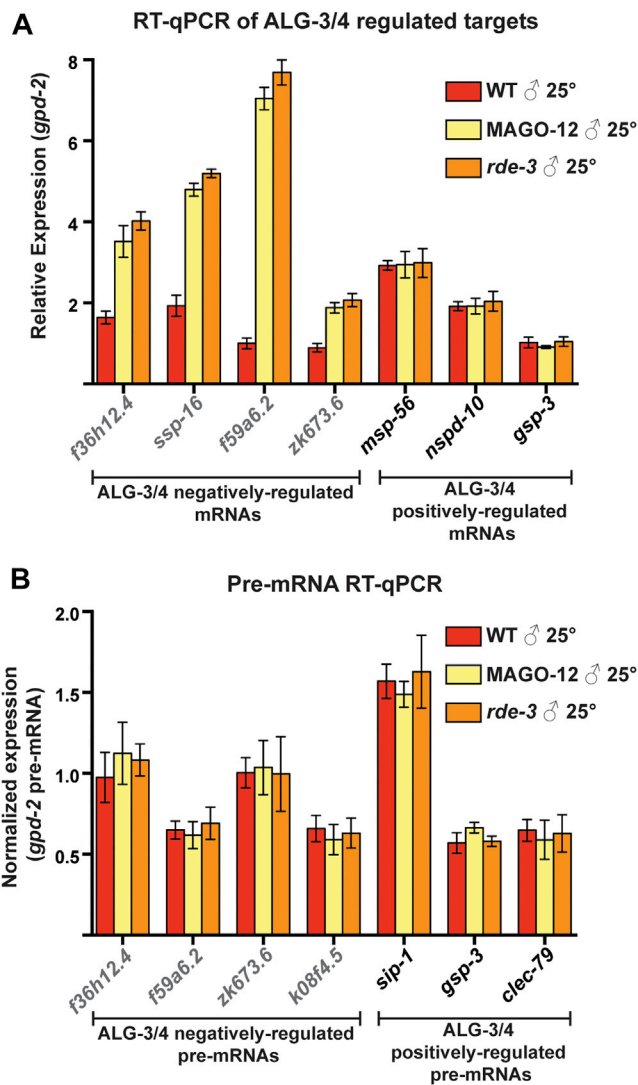 A
RT-qPCR of ALG-3/4 regulated targets
Relative Expression (gpd-2)
8
6
4
2
WT ♂ 25°
MAGO-12 ♂ 25°
rde-3 ♂ 25°
f36h12.4
ssp-16
f59a6.2
zk673.6
msp-56
nspd-10
gsp-3
ALG-3/4 negatively-regulated
mRNAs
ALG-3/4
positively-regulated
mRNAs
B
Pre-mRNA RT-qPCR
Normalized expression
(gpd-2 pre-mRNA)
2.0
1.5
1.0
0.5
WT ♂ 25°
MAGO-12 ♂ 25°
rde-3 ♂ 25°
f36h12.4
f59a6.2
zk673.6
k08f4.5
sip-1
gsp-3
clec-79
ALG-3/4 negatively-regulated
pre-mRNAs
ALG-3/4
positively-regulated
pre-mRNAs